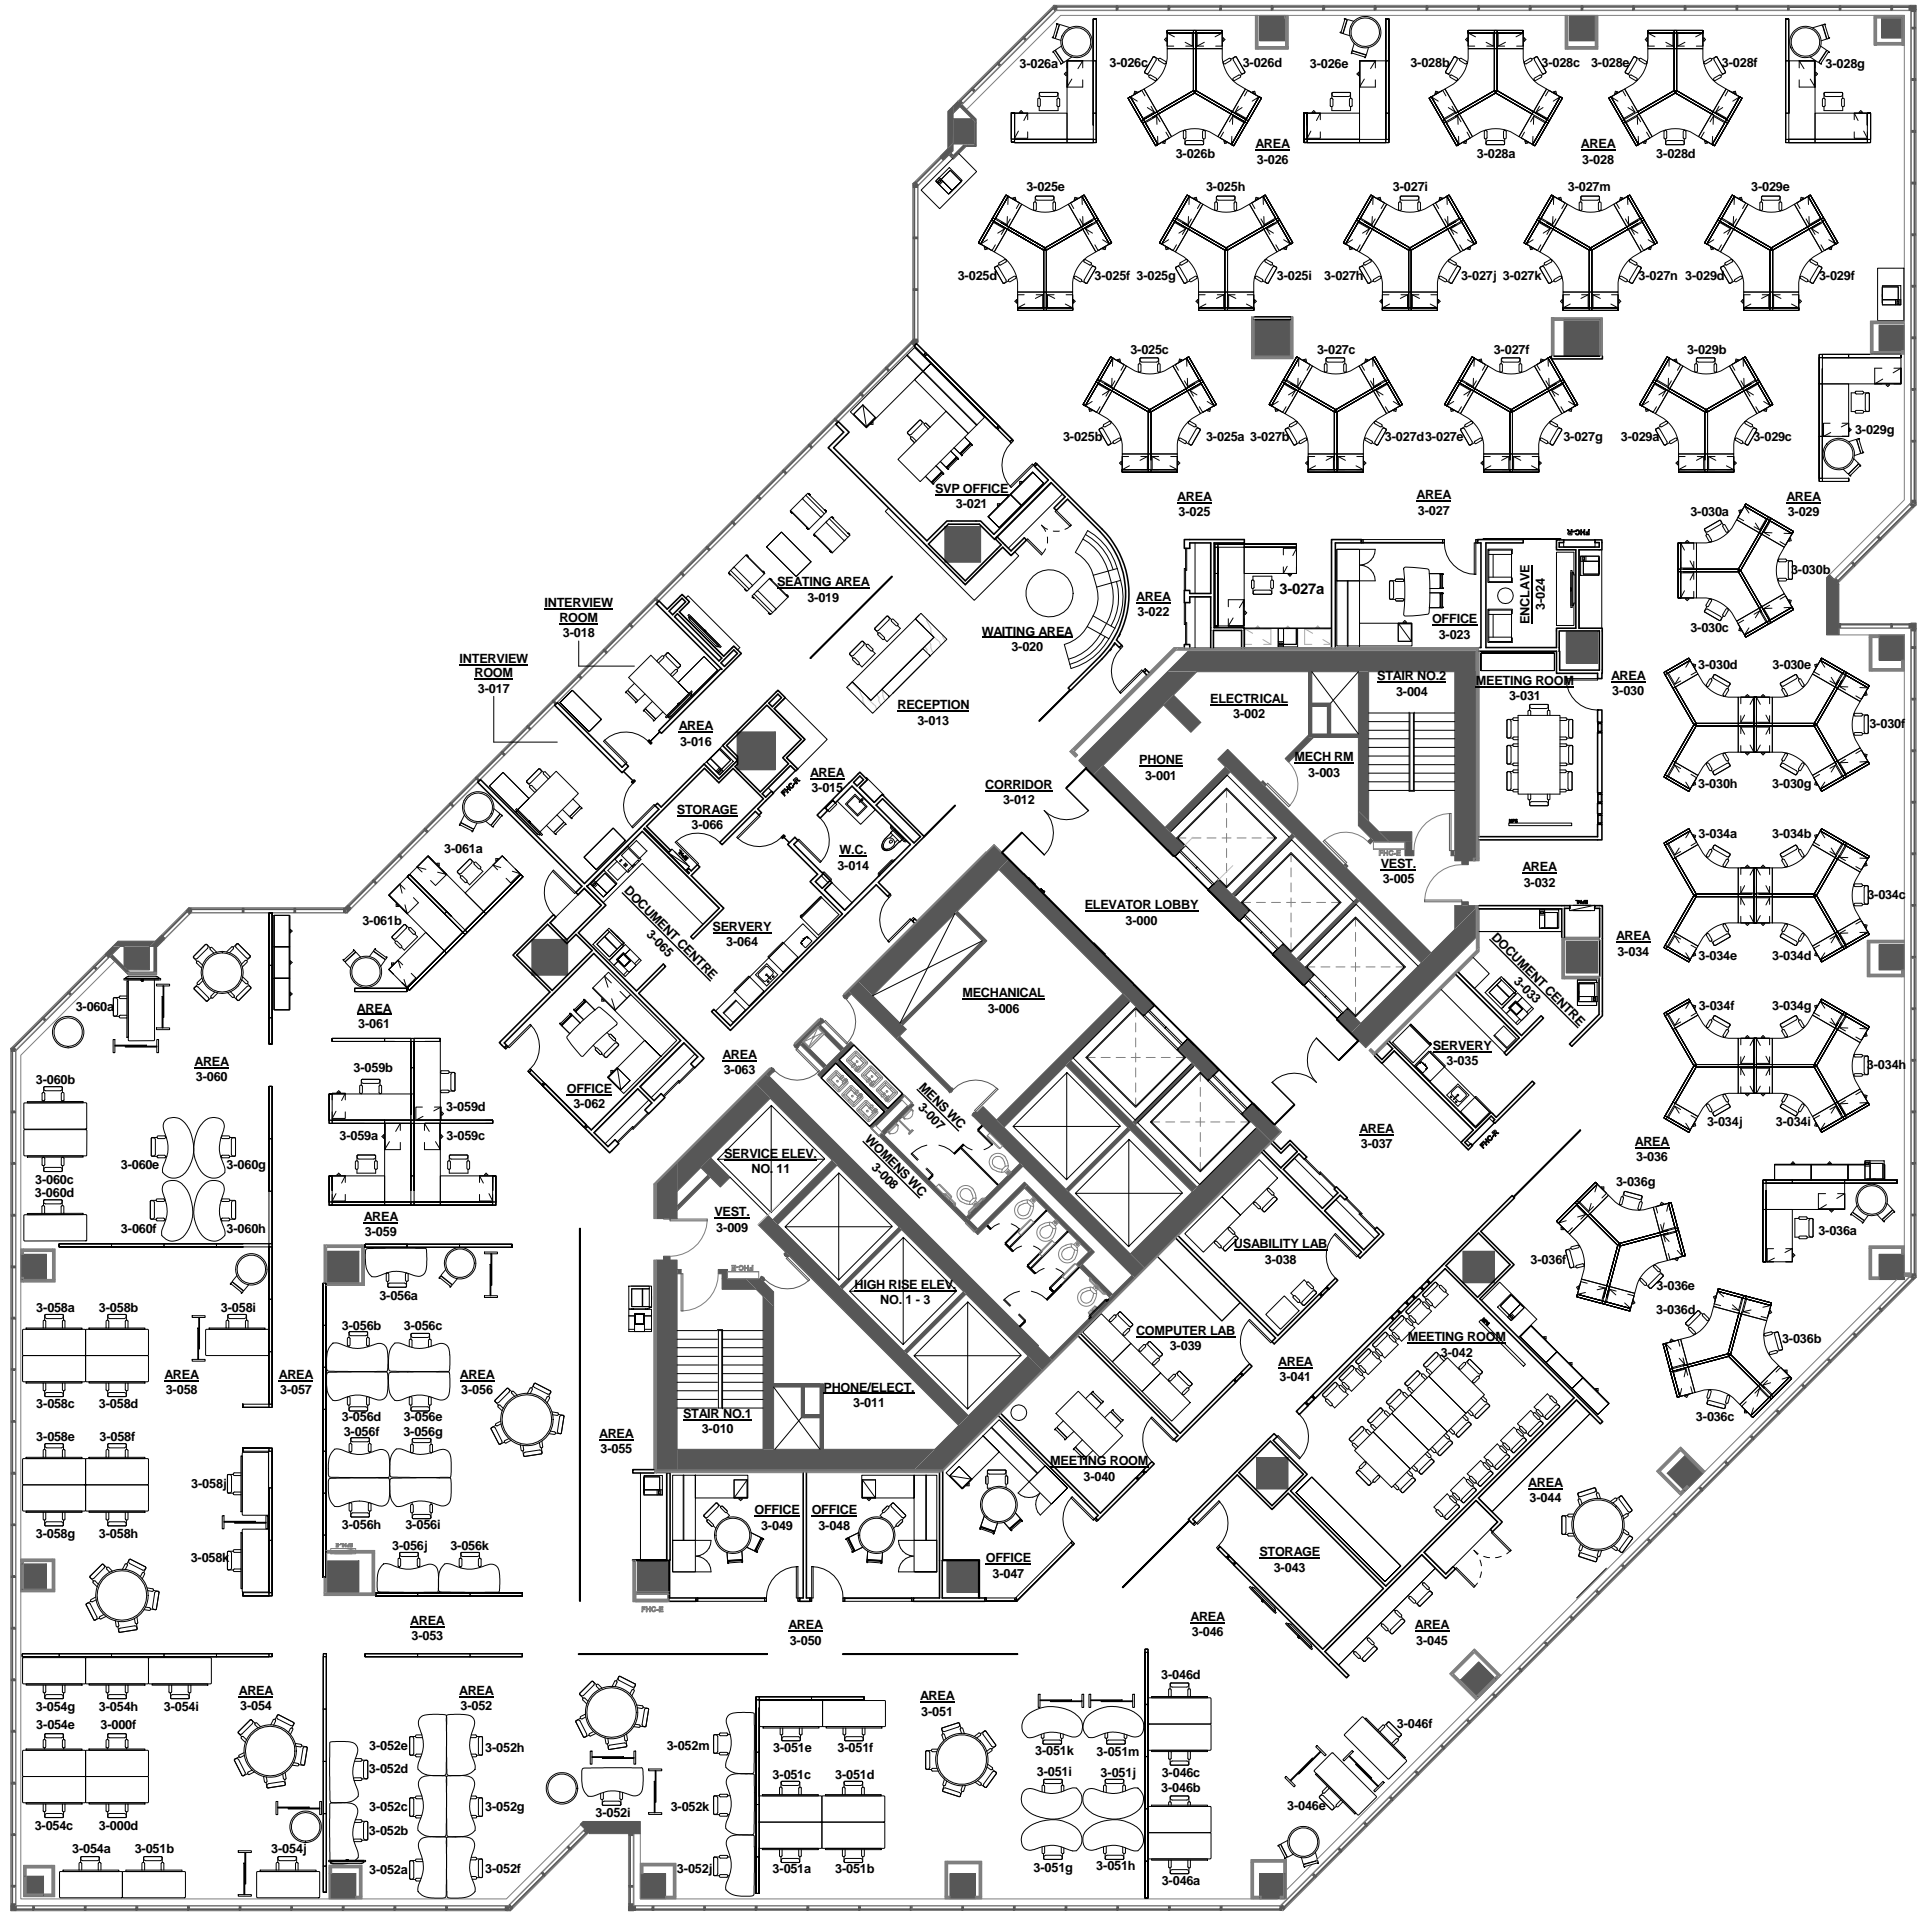 3-026a
3-026c
3-026d
3-026e
3-028b
3-028c
3-028e
3-028f
3-028g
3-026b
AREA
3-026
3-028a
AREA
3-028
3-028d
3-025e
3-025h
3-027i
3-027m
3-029e
3-025d
3-025f
3-025g
3-025i
3-027h
3-027j
3-027k
3-027n
3-029d
3-029f
3-025c
3-027c
3-027f
3-029b
3-025b
3-025a
3-027b
3-027d
3-027e
3-027g
3-029a
3-029c
3-029g
SVP OFFICE
3-021
AREA
3-025
AREA
3-027
AREA
3-029
3-030a
FHC-R
3-030b
3-030c
SEATING AREA
3-019
AREA
3-022
3-027a
OFFICE
3-023
ENCLAVE
3-024
INTERVIEW
ROOM
3-018
WAITING AREA
3-020
INTERVIEW
ROOM
3-017
RECEPTION
3-013
AREA
3-016
ELECTRICAL
3-002
STAIR NO.2
3-004
MEETING ROOM
3-031
AREA
3-030
3-030d
3-030e
3-030f
3-030h
3-030g
PHONE
3-001
MECH RM
3-003
AREA
3-015
FHC-R
CORRIDOR
3-012
STORAGE
3-066
W.C.
3-014
FHC-E
VEST.
3-005
AREA
3-032
3-034a
3-034b
3-034c
3-034e
3-034d
3-061a
3-061b
DOCUMENT CENTRE
3-065
SERVERY
3-064
ELEVATOR LOBBY
3-000
AREA
3-034
DOCUMENT CENTRE
3-033
MECHANICAL
3-006
3-060a
AREA
3-061
AREA
3-060
3-034f
3-034g
3-034h
3-034j
3-034i
SERVERY
3-035
FHC-R
AREA
3-063
3-060b
3-059b
3-059d
OFFICE
3-062
MENS WC
3-007
3-059a
3-059c
AREA
3-037
AREA
3-036
3-060e
3-060g
3-060c
3-060d
WOMENS WC
3-008
SERVICE ELEV.
NO. 11
3-060f
3-060h
AREA
3-059
VEST.
3-009
3-036g
3-036a
3-036f
3-036e
USABILITY LAB
3-038
FHC-E
3-056a
HIGH RISE ELEV.
NO. 1 - 3
3-058a
3-058b
3-058i
3-056b
3-056c
COMPUTER LAB
3-039
MEETING ROOM
3-042
3-036d
3-036b
3-036c
AREA
3-058
AREA
3-057
AREA
3-056
AREA
3-041
PHONE/ELECT.
3-011
3-058c
3-058d
3-056d
3-056e
3-056f
3-056g
STAIR NO.1
3-010
AREA
3-055
3-058e
3-058f
MEETING ROOM
3-040
3-058j
AREA
3-044
3-058g
3-058h
3-056h
3-056i
OFFICE
3-049
OFFICE
3-048
3-056j
3-056k
3-058k
OFFICE
3-047
STORAGE
3-043
FHC-E
AREA
3-053
AREA
3-050
AREA
3-046
AREA
3-045
3-054g
3-054h
3-054i
AREA
3-054
AREA
3-052
AREA
3-051
3-046d
3-054e
3-000f
3-052e
3-052h
3-052m
3-051e
3-051f
3-051k
3-051m
3-046f
3-052d
3-051c
3-051d
3-051i
3-051j
3-046c
3-046b
3-052c
3-052g
3-052i
3-052k
3-046e
3-054c
3-000d
3-052b
3-054a
3-051b
3-054j
3-052a
3-052f
3-052j
3-051a
3-051b
3-051g
3-051h
3-046a